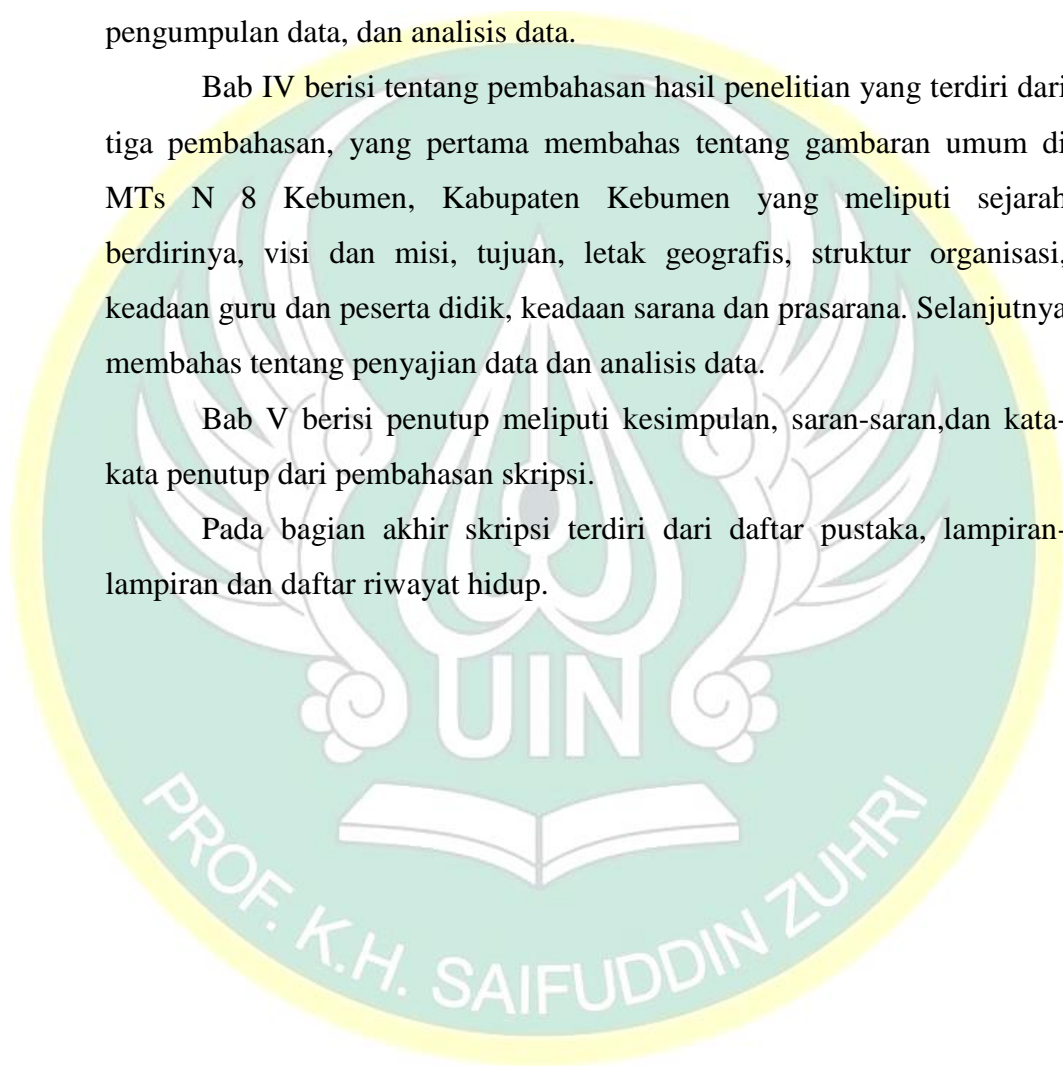 pengumpulan data, dan analisis data.
Bab IV berisi tentang pembahasan hasil penelitian yang terdiri dari
tiga pembahasan, yang pertama membahas tentang gambaran umum di
MTs N 8 Kebumen, Kabupaten Kebumen yang meliputi sejarah
berdirinya, visi dan misi, tujuan, letak geografis, struktur organisasi,
keadaan guru dan peserta didik, keadaan sarana dan prasarana. Selanjutnya
membahas tentang penyajian data dan analisis data.
Bab V berisi penutup meliputi kesimpulan, saran-saran,dan kata-
kata penutup dari pembahasan skripsi.
Pada bagian akhir skripsi terdiri dari daftar pustaka, lampiran-
lampiran dan daftar riwayat hidup.
UIN
PROF. K.H. SAIFUDDIN ZUHRI